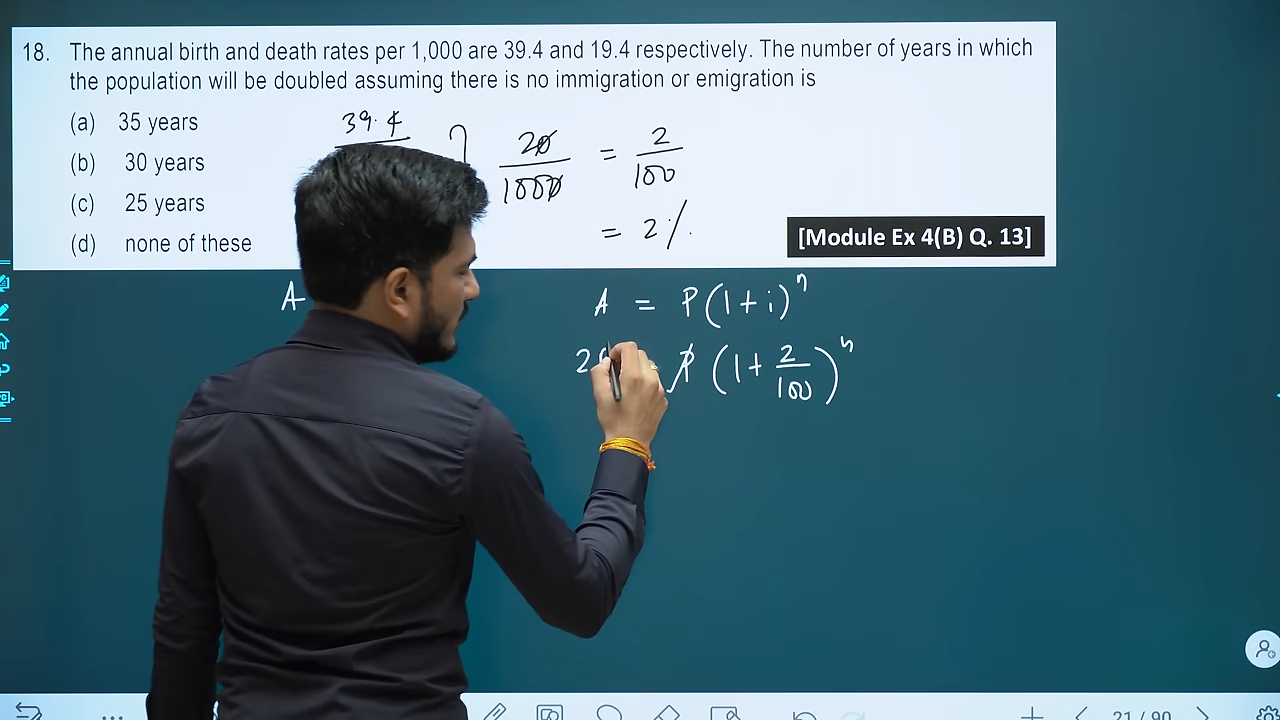 18. The annual birth and death rates per 1,000 are 39.4 and 19.4 respectively. The number of years in which
the population will be doubled assuming there is no immigration or emigration is
(a) 35 years
(b) 30 years
(c) 25 years
(d) none of these
39.4
20/1000 = 2/100
= 2%.
[Module Ex 4(B) Q. 13]
A
A = P(1+i)^n
2 P(1+2/100)^n
21 / 90